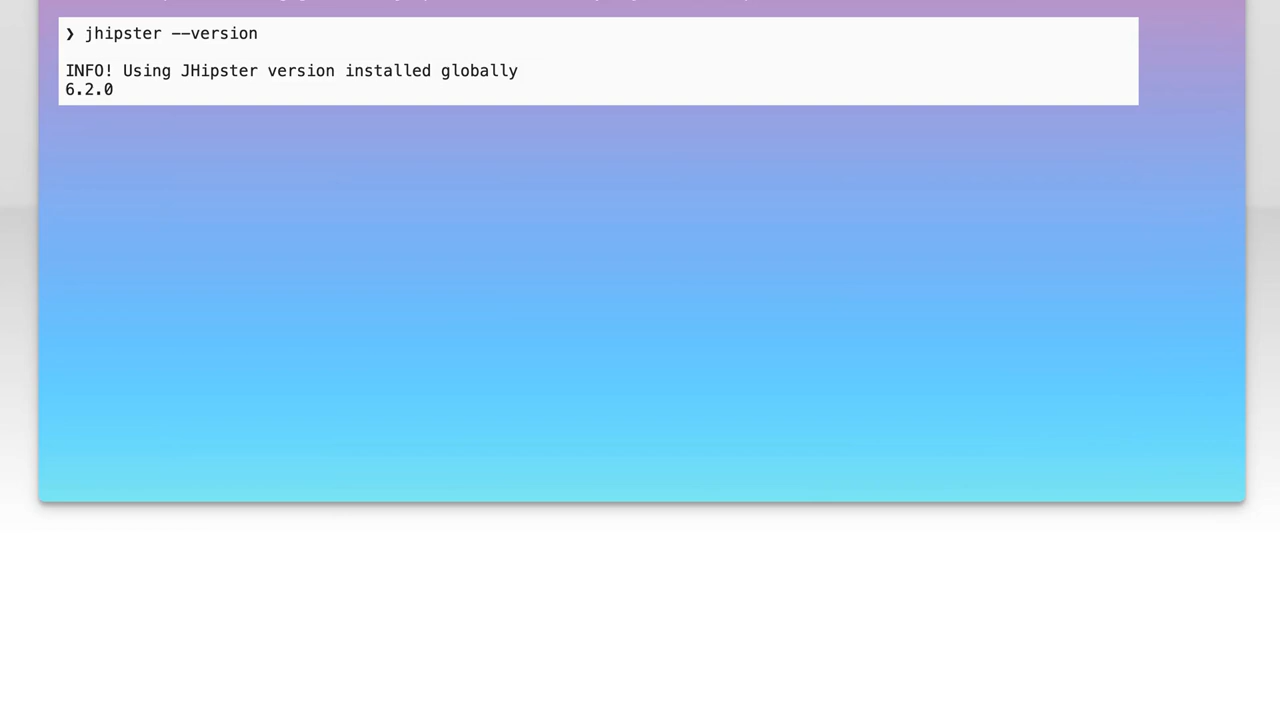 ❯ jhipster --version
INFO! Using JHipster version installed globally
6.2.0